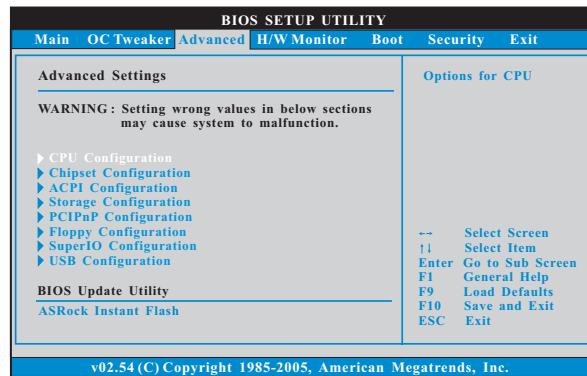 BIOS SETUP UTILITY
Main OC Tweaker Advanced H/W Monitor Boot Security Exit
Advanced Settings
WARNING : Setting wrong values in below sections
may cause system to malfunction.
CPU Configuration
Chipset Configuration
ACPI Configuration
Storage Configuration
PCIPnP Configuration
Floppy Configuration
SuperIO Configuration
USB Configuration
BIOS Update Utility
ASRock Instant Flash
Options for CPU
←→ Select Screen
↑↓ Select Item
Enter Go to Sub Screen
F1 General Help
F9 Load Defaults
F10 Save and Exit
ESC Exit
v02.54 (C) Copyright 1985-2005, American Megatrends, Inc.